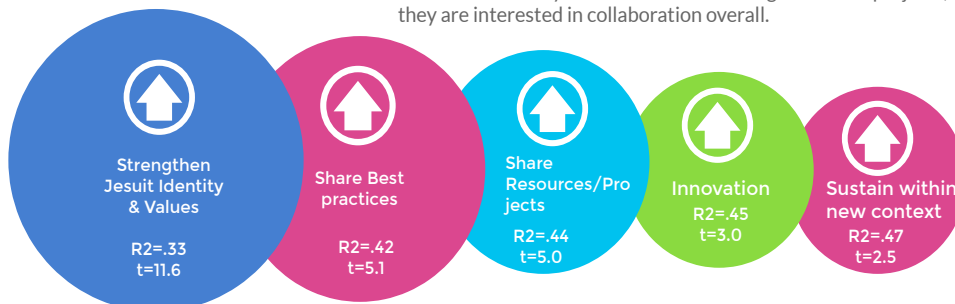 they are interested in collaboration overall.
Strengthen
Jesuit Identity
& Values
R2=.33
t=11.6
Share Best
practices
R2=.42
t=5.1
Share
Resources/Pro
jects
R2=.44
t=5.0
Innovation
R2=.45
t=3.0
Sustain within
new context
R2=.47
t=2.5